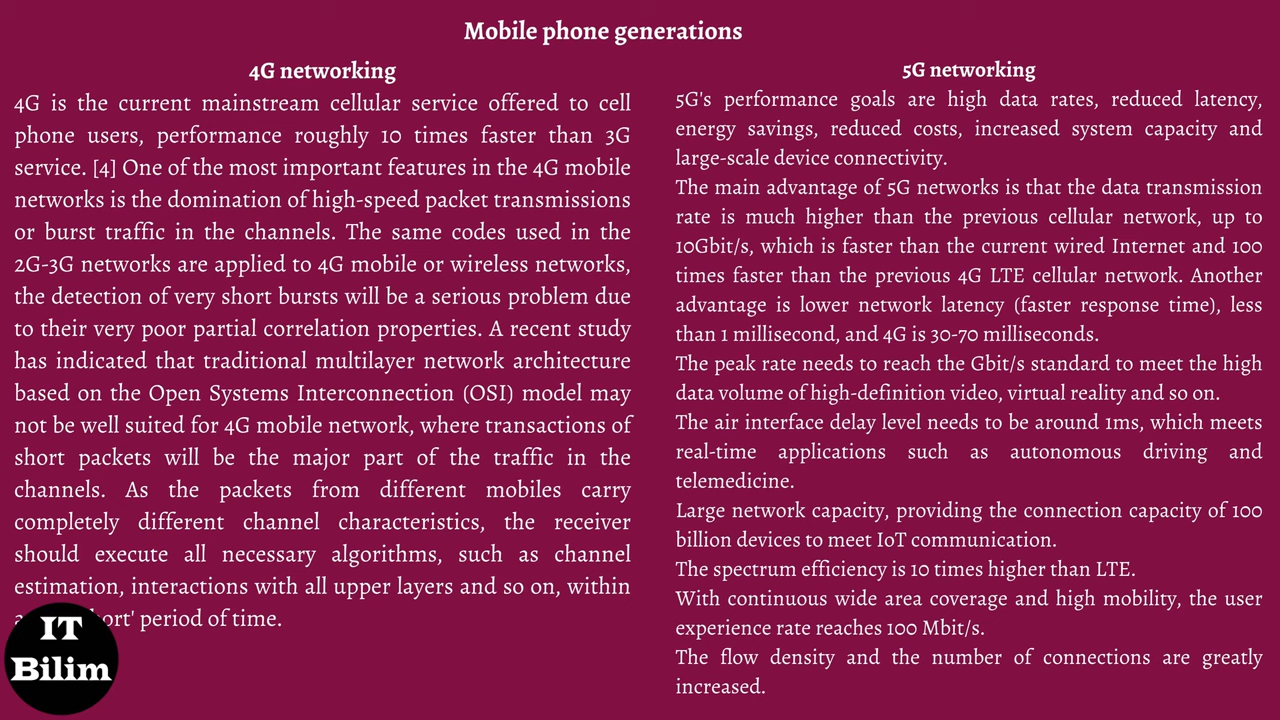 Mobile phone generations
4G networking
4G is the current mainstream cellular service offered to cell
phone users, performance roughly 10 times faster than 3G
service. [4] One of the most important features in the 4G mobile
networks is the domination of high-speed packet transmissions
or burst traffic in the channels. The same codes used in the
2G-3G networks are applied to 4G mobile or wireless networks,
the detection of very short bursts will be a serious problem due
to their very poor partial correlation properties. A recent study
has indicated that traditional multilayer network architecture
based on the Open Systems Interconnection (OSI) model may
not be well suited for 4G mobile network, where transactions of
short packets will be the major part of the traffic in the
channels. As the packets from different mobiles carry
completely different channel characteristics, the receiver
should execute all necessary algorithms, such as channel
estimation, interactions with all upper layers and so on, within
period of time.
5G networking
5G's performance goals are high data rates, reduced latency,
energy savings, reduced costs, increased system capacity and
large-scale device connectivity.
The main advantage of 5G networks is that the data transmission
rate is much higher than the previous cellular network, up to
10Gbit/s, which is faster than the current wired Internet and 100
times faster than the previous 4G LTE cellular network. Another
advantage is lower network latency (faster response time), less
than 1 millisecond, and 4G is 30-70 milliseconds.
The peak rate needs to reach the Gbit/s standard to meet the high
data volume of high-definition video, virtual reality and so on.
The air interface delay level needs to be around 1ms, which meets
real-time applications such as autonomous driving and
telemedicine.
Large network capacity, providing the connection capacity of 100
billion devices to meet IoT communication.
The spectrum efficiency is 10 times higher than LTE.
With continuous wide area coverage and high mobility, the user
experience rate reaches 100 Mbit/s.
The flow density and the number of connections are greatly
increased.
IT
Bilim